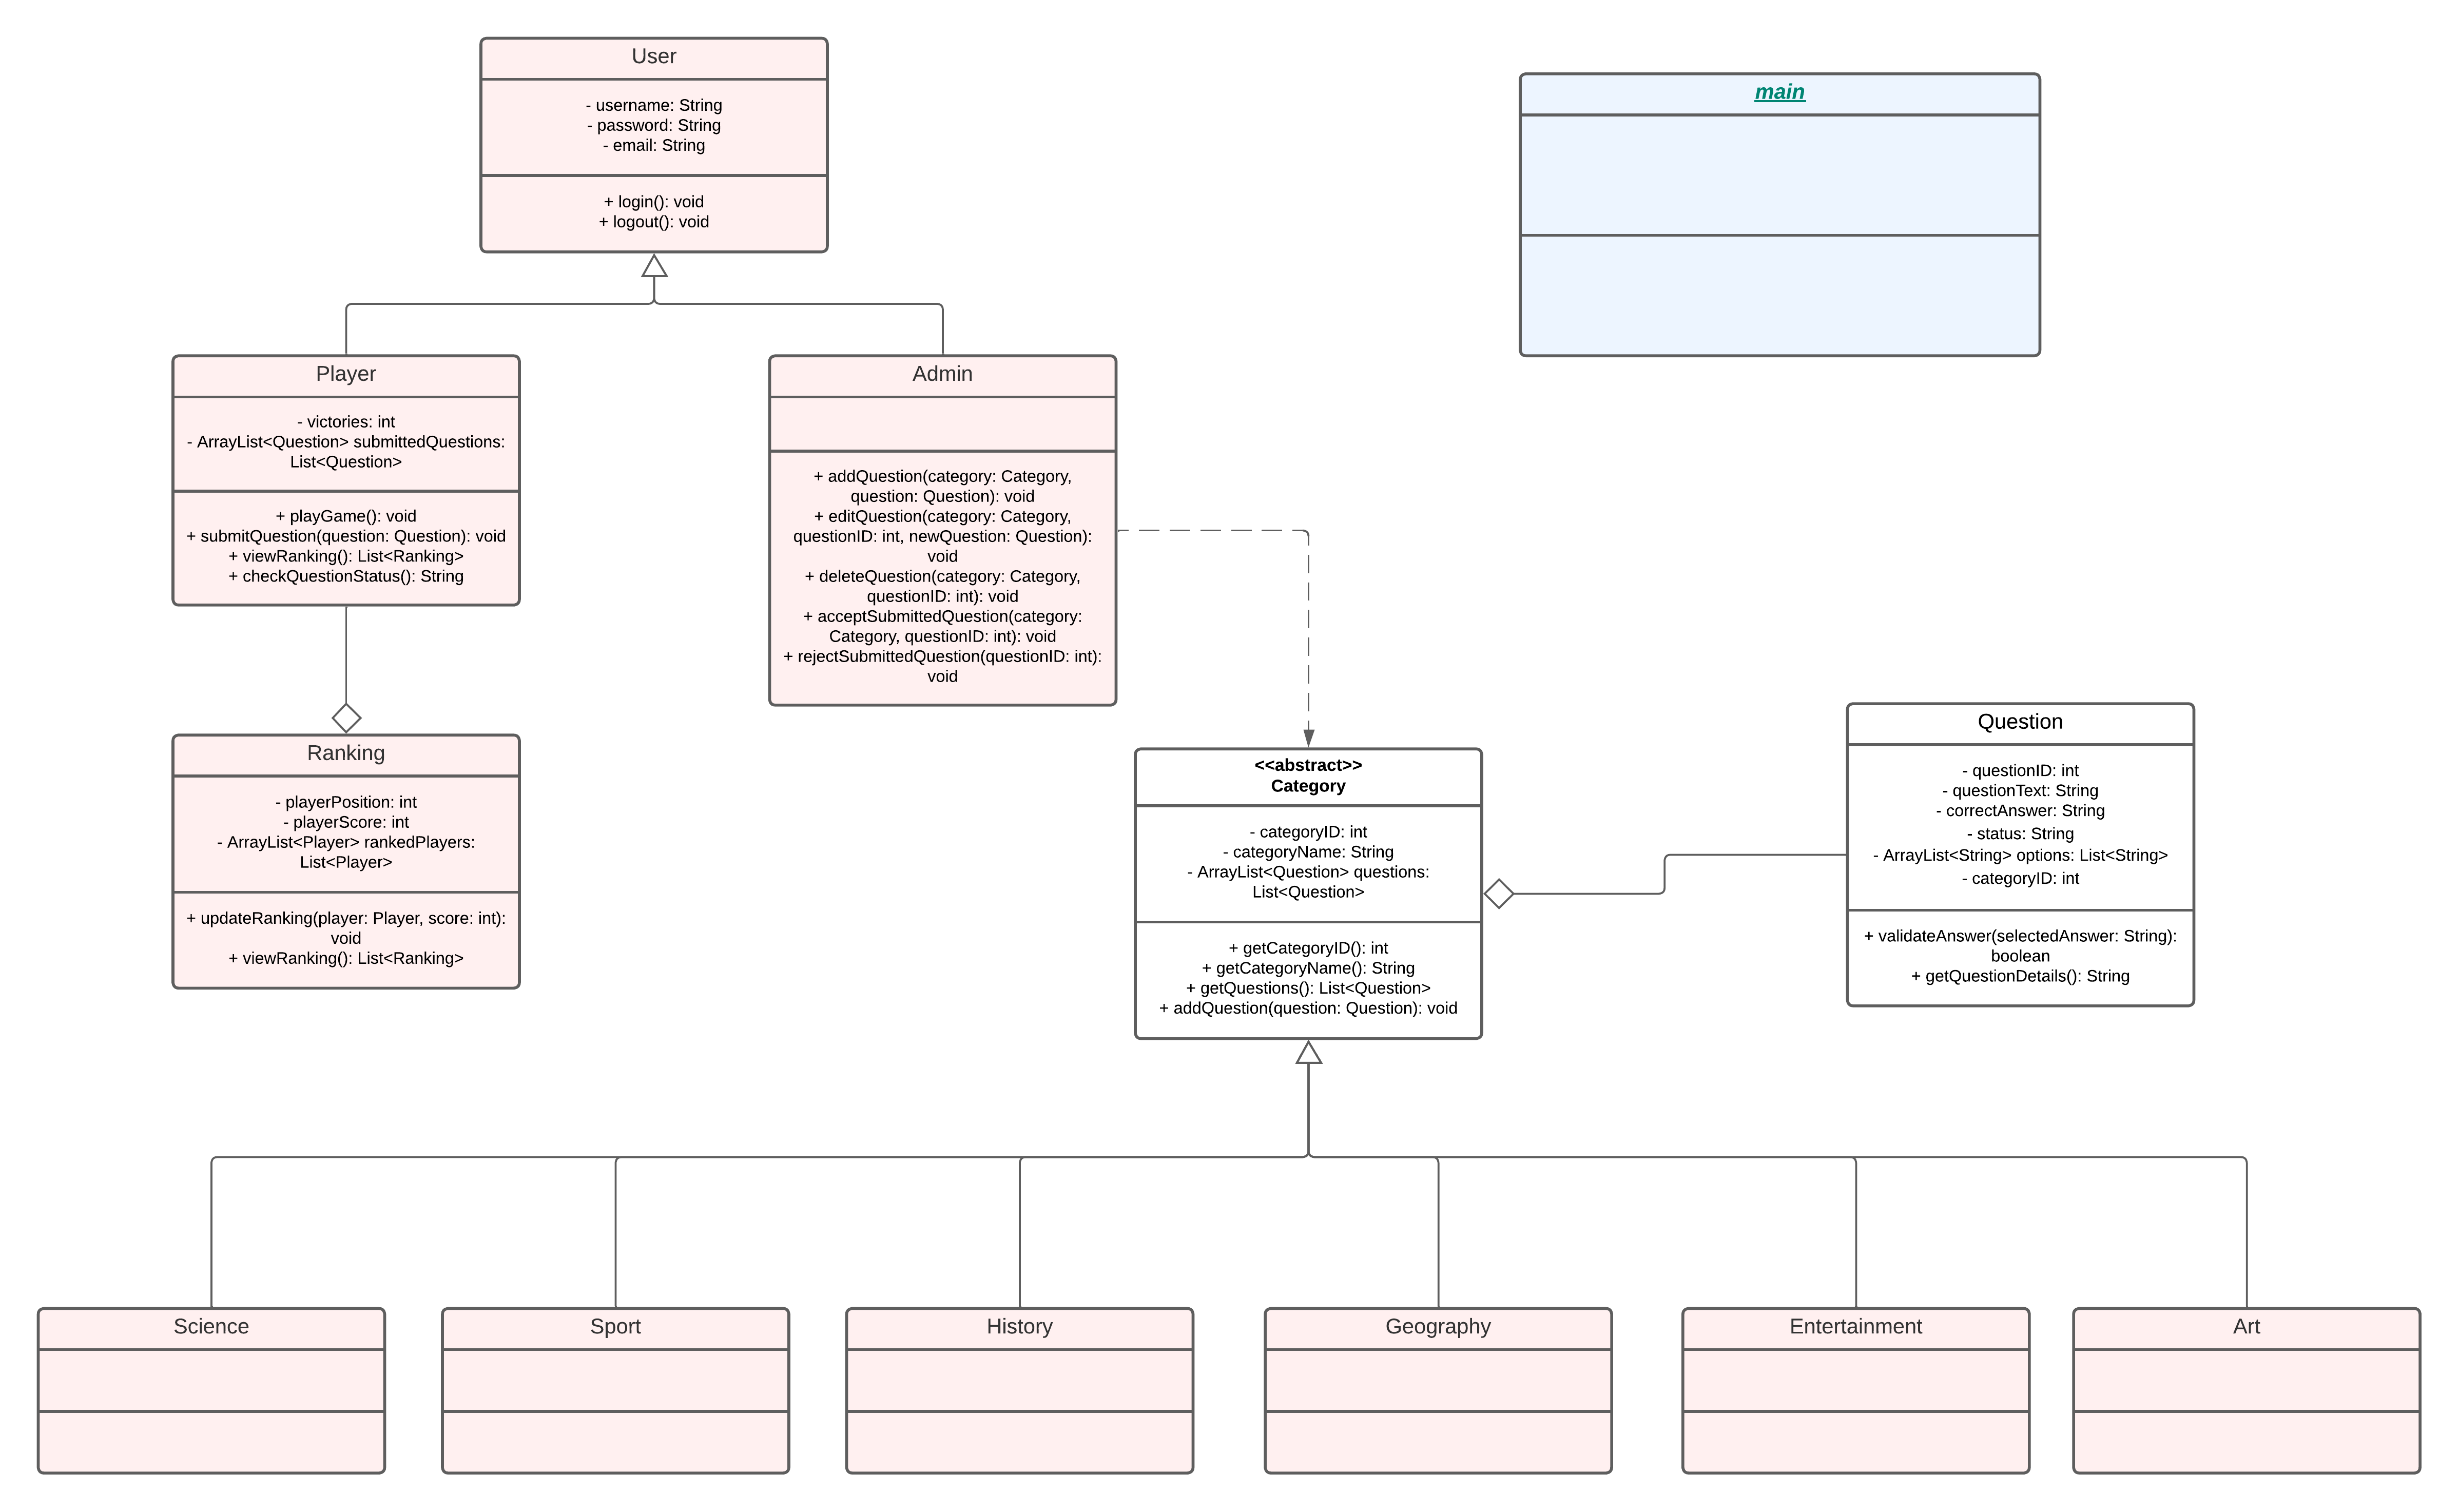 User
- username: String
- password: String
- email: String
+ login(): void
+ logout(): void
main
Player
- victories: int
- ArrayList<Question> submittedQuestions:
List<Question>
+ playGame(): void
+ submitQuestion(question: Question): void
+ viewRanking(): List<Ranking>
+ checkQuestionStatus(): String
Admin
+ addQuestion(category: Category,
question: Question): void
+ editQuestion(category: Category,
questionID: int, newQuestion: Question):
void
+ deleteQuestion(category: Category,
questionID: int): void
+ acceptSubmittedQuestion(category:
Category, questionID: int): void
+ rejectSubmittedQuestion(questionID: int):
void
Ranking
- playerPosition: int
- playerScore: int
- ArrayList<Player> rankedPlayers:
List<Player>
+ updateRanking(player: Player, score: int):
void
+ viewRanking(): List<Ranking>
<<abstract>>
Category
- categoryID: int
- categoryName: String
- ArrayList<Question> questions:
List<Question>
+ getCategoryID(): int
+ getCategoryName(): String
+ getQuestions(): List<Question>
+ addQuestion(question: Question): void
Question
- questionID: int
- questionText: String
- correctAnswer: String
- status: String
- ArrayList<String> options: List<String>
- categoryID: int
+ validateAnswer(selectedAnswer: String):
boolean
+ getQuestionDetails(): String
Science
Sport
History
Geography
Entertainment
Art